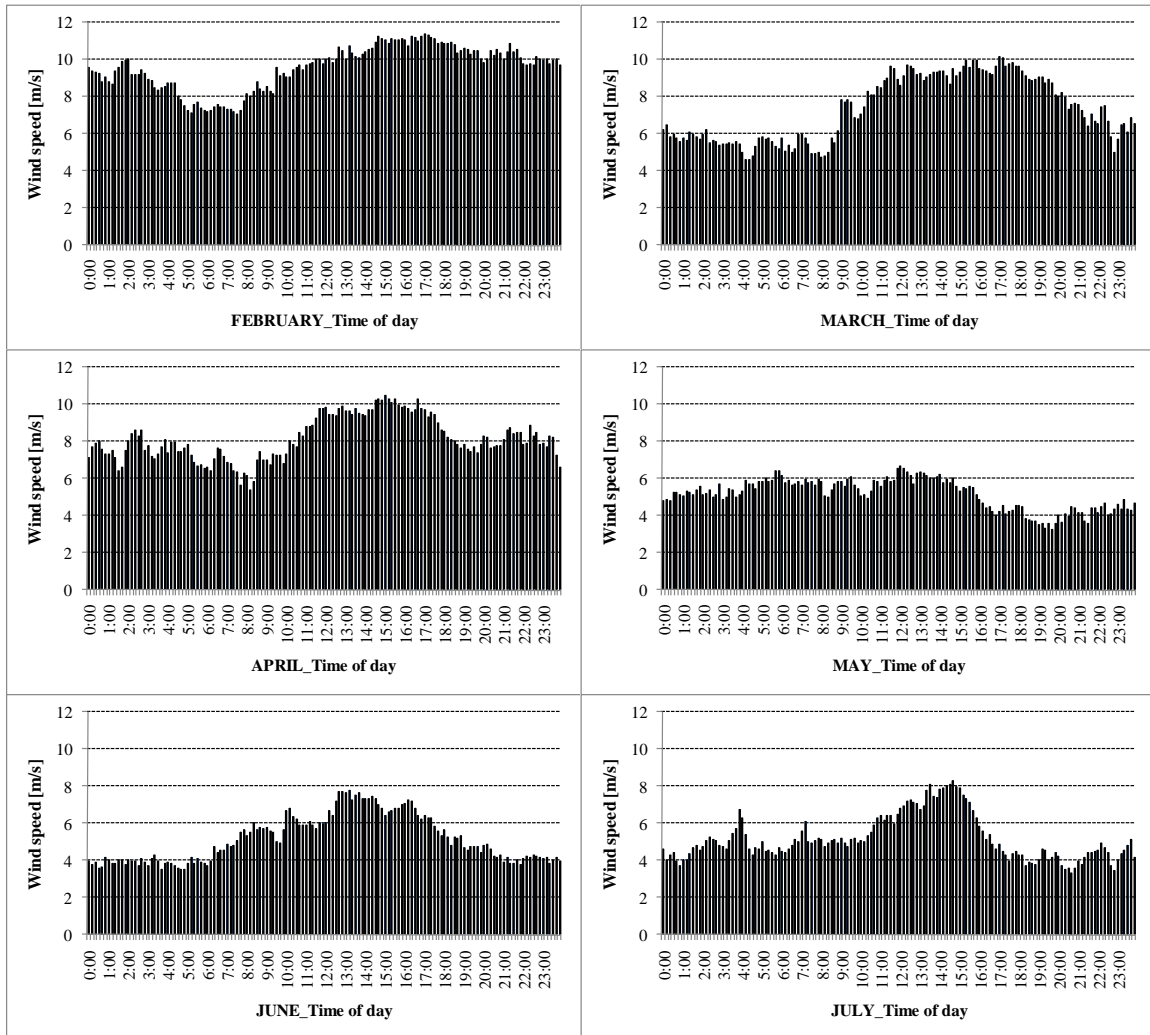 Wind speed [m/s]
12
10
8
6
4
2
0
0:00 1:00 2:00 3:00 4:00 5:00 6:00 7:00 8:00 9:00 10:00 11:00 12:00 13:00 14:00 15:00 16:00 17:00 18:00 19:00 20:00 21:00 22:00 23:00
FEBRUARY_Time of day
Wind speed [m/s]
12
10
8
6
4
2
0
0:00 1:00 2:00 3:00 4:00 5:00 6:00 7:00 8:00 9:00 10:00 11:00 12:00 13:00 14:00 15:00 16:00 17:00 18:00 19:00 20:00 21:00 22:00 23:00
MARCH_Time of day
Wind speed [m/s]
12
10
8
6
4
2
0
0:00 1:00 2:00 3:00 4:00 5:00 6:00 7:00 8:00 9:00 10:00 11:00 12:00 13:00 14:00 15:00 16:00 17:00 18:00 19:00 20:00 21:00 22:00 23:00
APRIL_Time of day
Wind speed [m/s]
12
10
8
6
4
2
0
0:00 1:00 2:00 3:00 4:00 5:00 6:00 7:00 8:00 9:00 10:00 11:00 12:00 13:00 14:00 15:00 16:00 17:00 18:00 19:00 20:00 21:00 22:00 23:00
MAY_Time of day
Wind speed [m/s]
12
10
8
6
4
2
0
0:00 1:00 2:00 3:00 4:00 5:00 6:00 7:00 8:00 9:00 10:00 11:00 12:00 13:00 14:00 15:00 16:00 17:00 18:00 19:00 20:00 21:00 22:00 23:00
JUNE_Time of day
Wind speed [m/s]
12
10
8
6
4
2
0
0:00 1:00 2:00 3:00 4:00 5:00 6:00 7:00 8:00 9:00 10:00 11:00 12:00 13:00 14:00 15:00 16:00 17:00 18:00 19:00 20:00 21:00 22:00 23:00
JULY_Time of day